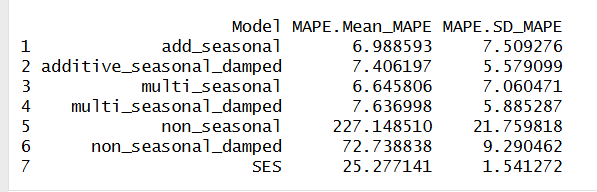 Model MAPE.Mean_MAPE MAPE.SD_MAPE
1 add_seasonal 6.988593 7.509276
2 additive_seasonal_damped 7.406197 5.579099
3 multi_seasonal 6.645806 7.060471
4 multi_seasonal_damped 7.636998 5.885287
5 non_seasonal 227.148510 21.759818
6 non_seasonal_damped 72.738838 9.290462
7 SES 25.277141 1.541272